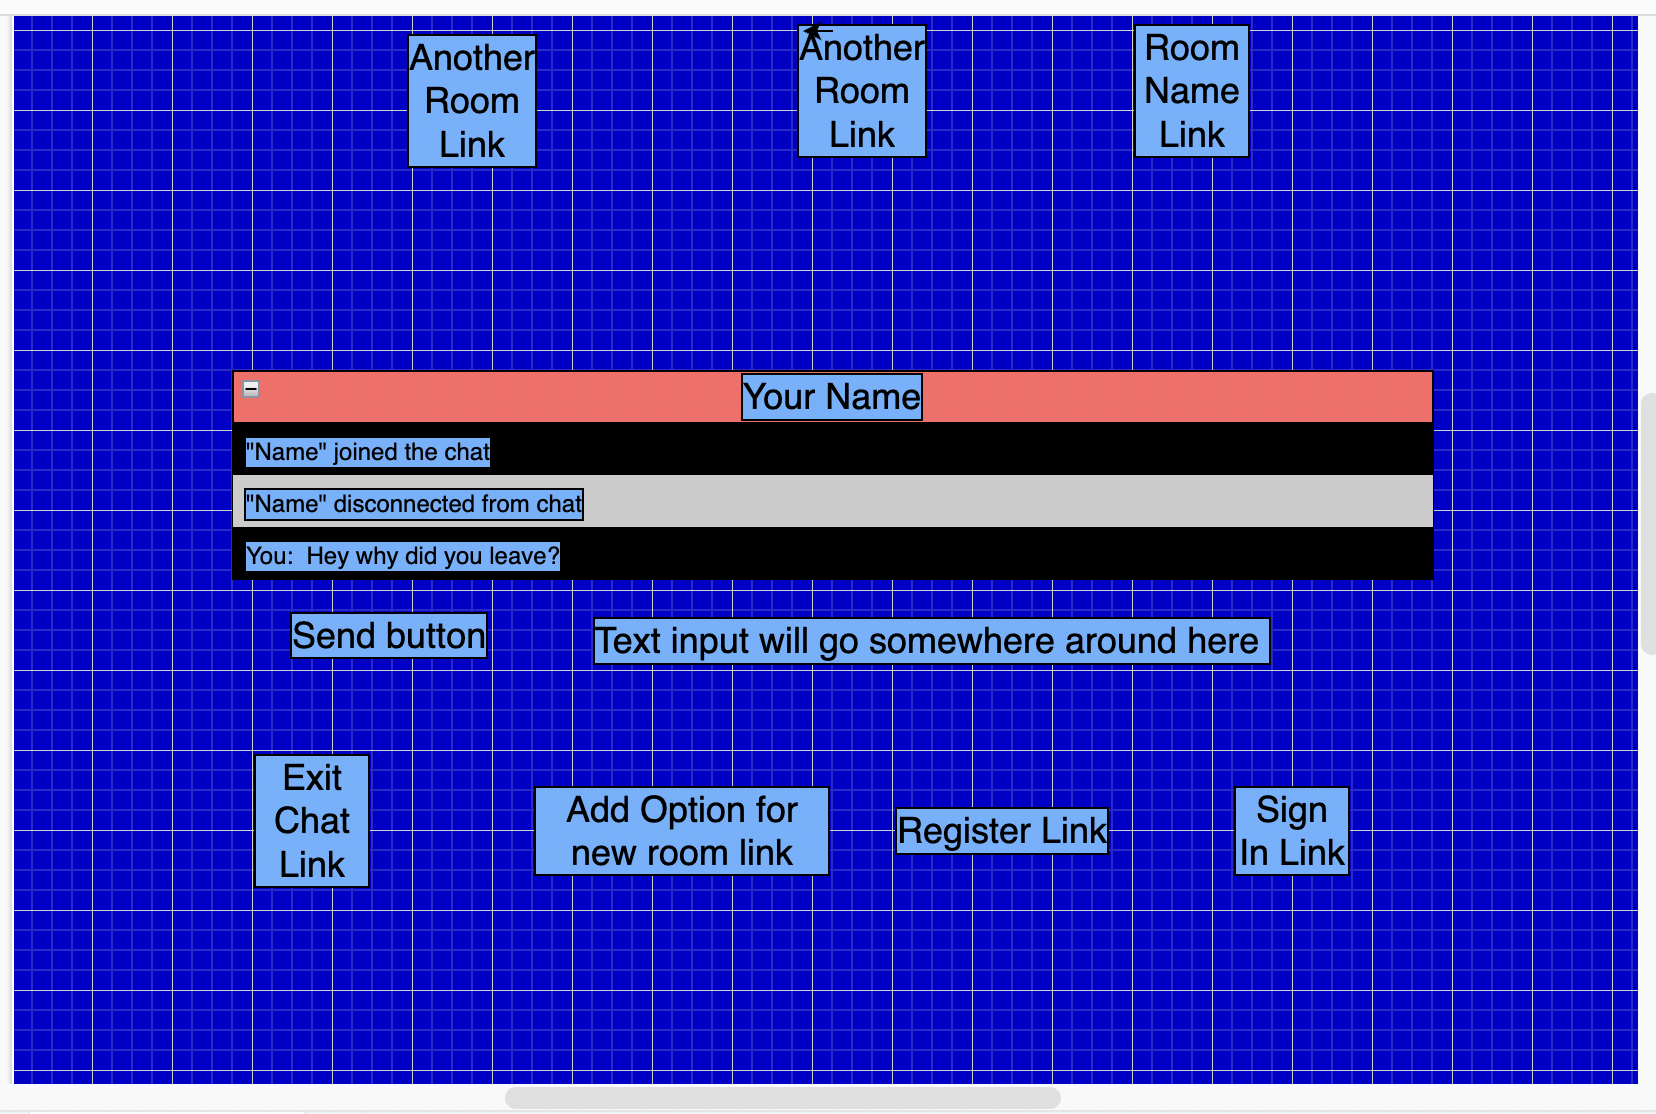 Another
Room
Link
Another
Room
Link
Room
Name
Link
Your Name
"Name" joined the chat
"Name" disconnected from chat
You:  Hey why did you leave?
Send button
Text input will go somewhere around here
Exit
Chat
Link
Add Option for
new room link
Register Link
Sign
In Link